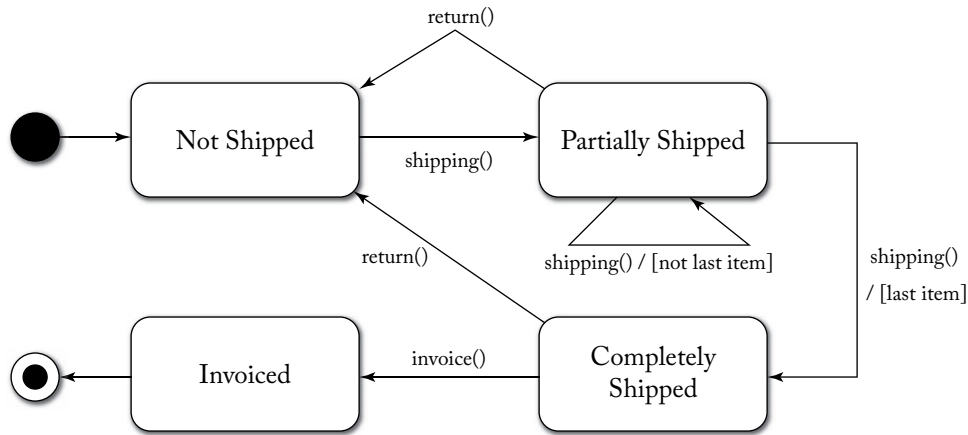 return()
Not Shipped
Partially Shipped
shipping()
return()
shipping() / [not last item]
shipping()
/ [last item]
Invoiced
invoice()
Completely
Shipped